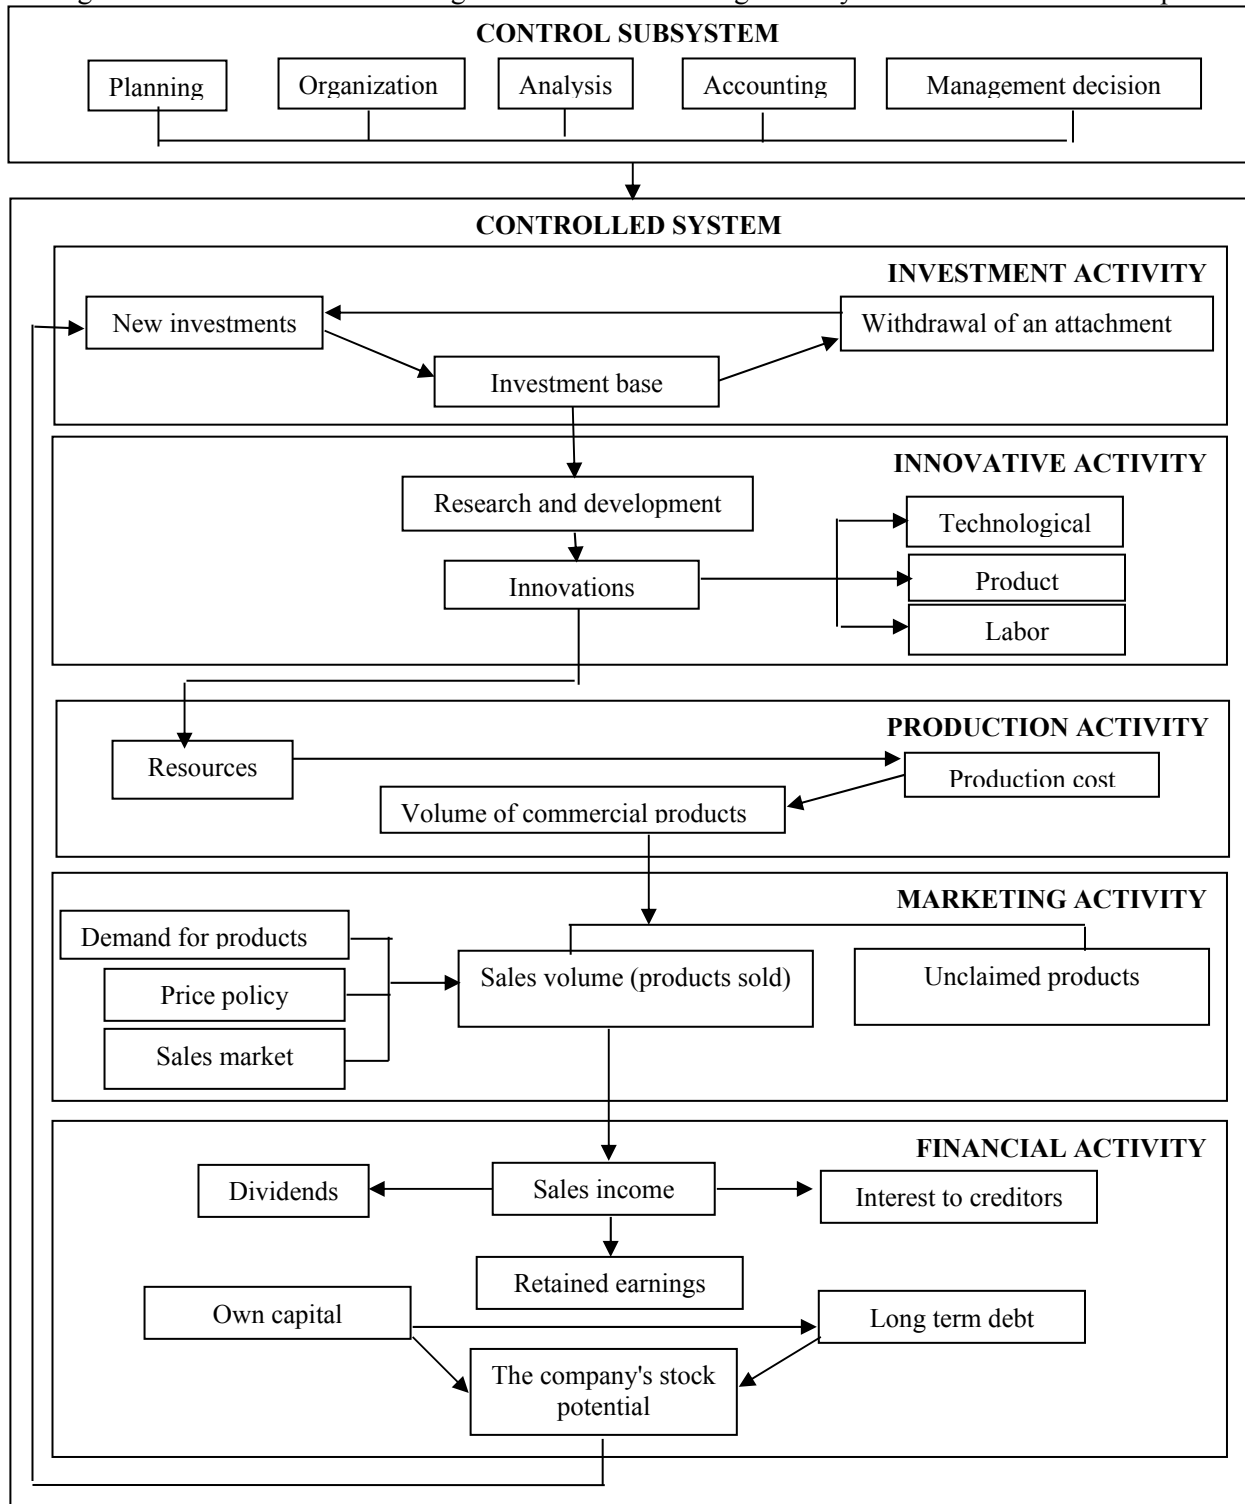 CONTROL SUBSYSTEM
Planning
Organization
Analysis
Accounting
Management decision
CONTROLLED SYSTEM
INVESTMENT ACTIVITY
New investments
Withdrawal of an attachment
Investment base
INNOVATIVE ACTIVITY
Research and development
Technological
Innovations
Product
Labor
PRODUCTION ACTIVITY
Resources
Production cost
Volume of commercial products
MARKETING ACTIVITY
Demand for products
Price policy
Sales market
Sales volume (products sold)
Unclaimed products
FINANCIAL ACTIVITY
Dividends
Sales income
Interest to creditors
Retained earnings
Own capital
Long term debt
The company's stock
potential